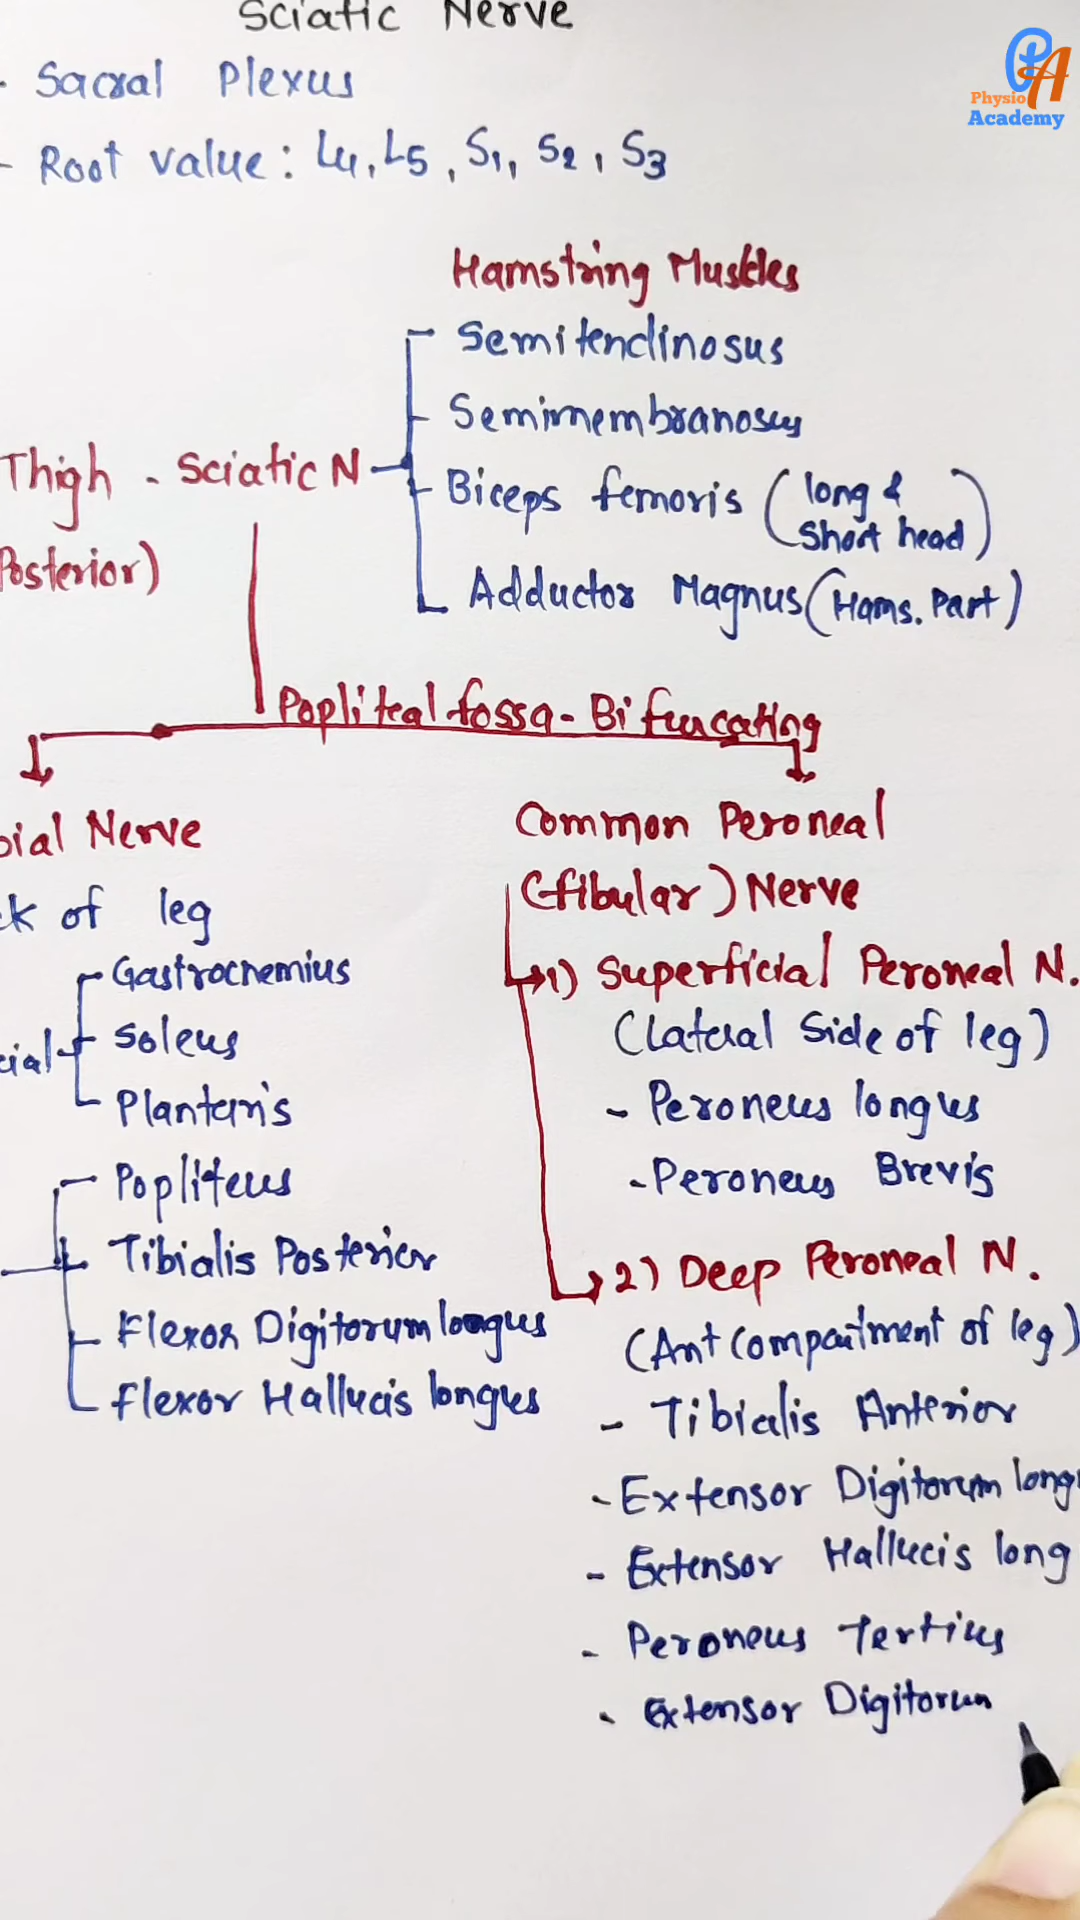 Sciatic Nerve
- Sacral Plexus
- Root value: L4, L5, S1, S2, S3
Physio
Academy
Hamstring Muscles
Semitendinosus
Semimembranosus
Thigh - Sciatic N
Posterior)
Biceps femoris (long & short head)
Adductor Magnus (Hams. Part)
Popliteal fossa - Bifurcating
bial Nerve
ck of leg
cial
Gastrocnemius
Soleus
Plantaris
Popliteus
Tibialis Posterior
Flexor Digitorum longus
flexor Hallucis longus
Common Peroneal
(fibular) Nerve
1) Superficial Peroneal N.
(Lateral Side of leg)
- Peroneus longus
- Peroneus Brevis
2) Deep Peroneal N.
(Ant compartment of leg)
- Tibialis Anterior
- Extensor Digitorum long
- Extensor Hallucis long
- Peroneus Tertius
- Extensor Digitorum